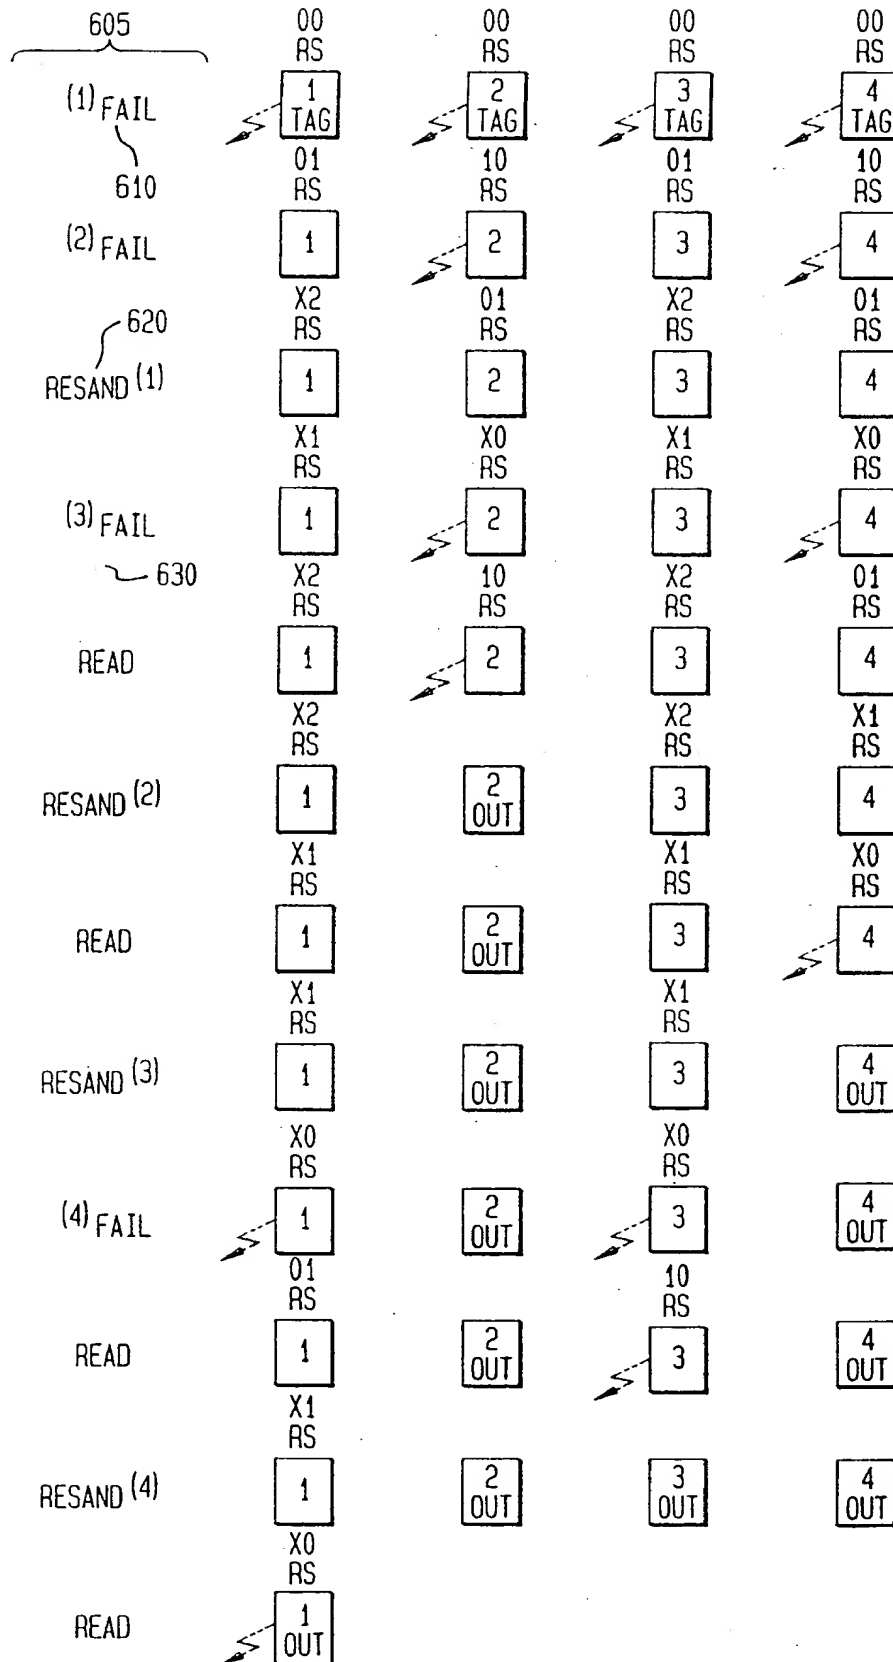 605 00 00 00 00
RS RS RS RS
(1) FAIL 1 2 3 4
TAG TAG TAG TAG
610 01 10 01 10
RS RS RS RS
(2) FAIL 1 2 3 4
X2 01 X2 01
620 RS RS RS RS
RESAND (1) 1 2 3 4
X1 X0 X1 X0
RS RS RS RS
(3) FAIL 1 2 3 4
630 X2 10 X2 01
RS RS RS RS
READ 1 2 3 4
X2 X2 X1
RS RS RS
RESAND (2) 1 2 3 4
OUT
X1 X1 X0
RS RS RS
READ 1 2 3 4
OUT
X1 X1
RS RS
RESAND (3) 1 2 3 4
OUT OUT
X0 X0
RS RS
(4) FAIL 1 2 3 4
OUT OUT
01 10
RS RS
READ 1 2 3 4
OUT OUT
X1
RS
RESAND (4) 1 2 3 4
OUT OUT OUT
X0
RS
READ 1
OUT